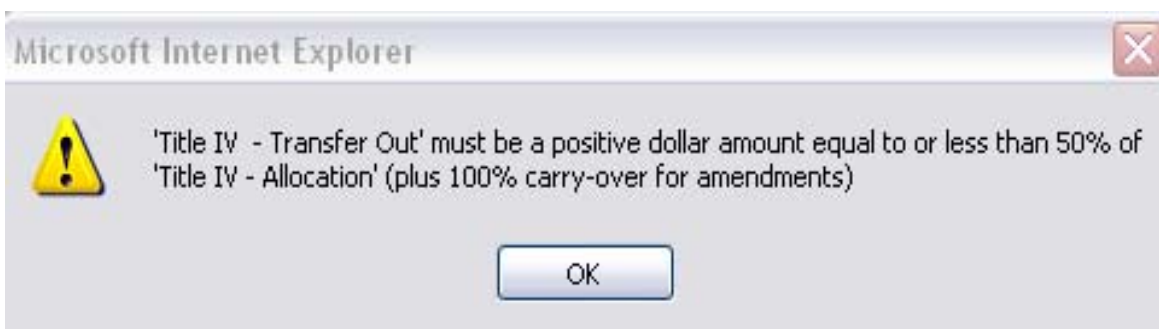 Microsoft Internet Explorer
'Title IV - Transfer Out' must be a positive dollar amount equal to or less than 50% of
'Title IV - Allocation' (plus 100% carry-over for amendments)
OK